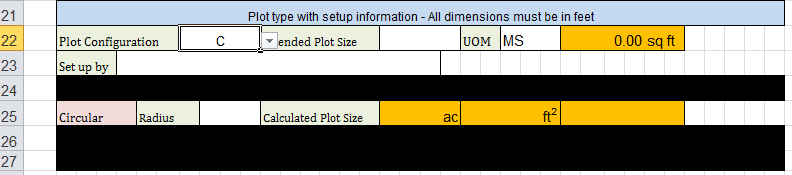 21 Plot type with setup information - All dimensions must be in feet
22 Plot Configuration C ended Plot Size UOM MS 0.00 sq ft
23 Set up by
24
25 Circular Radius Calculated Plot Size ac ft²
26
27